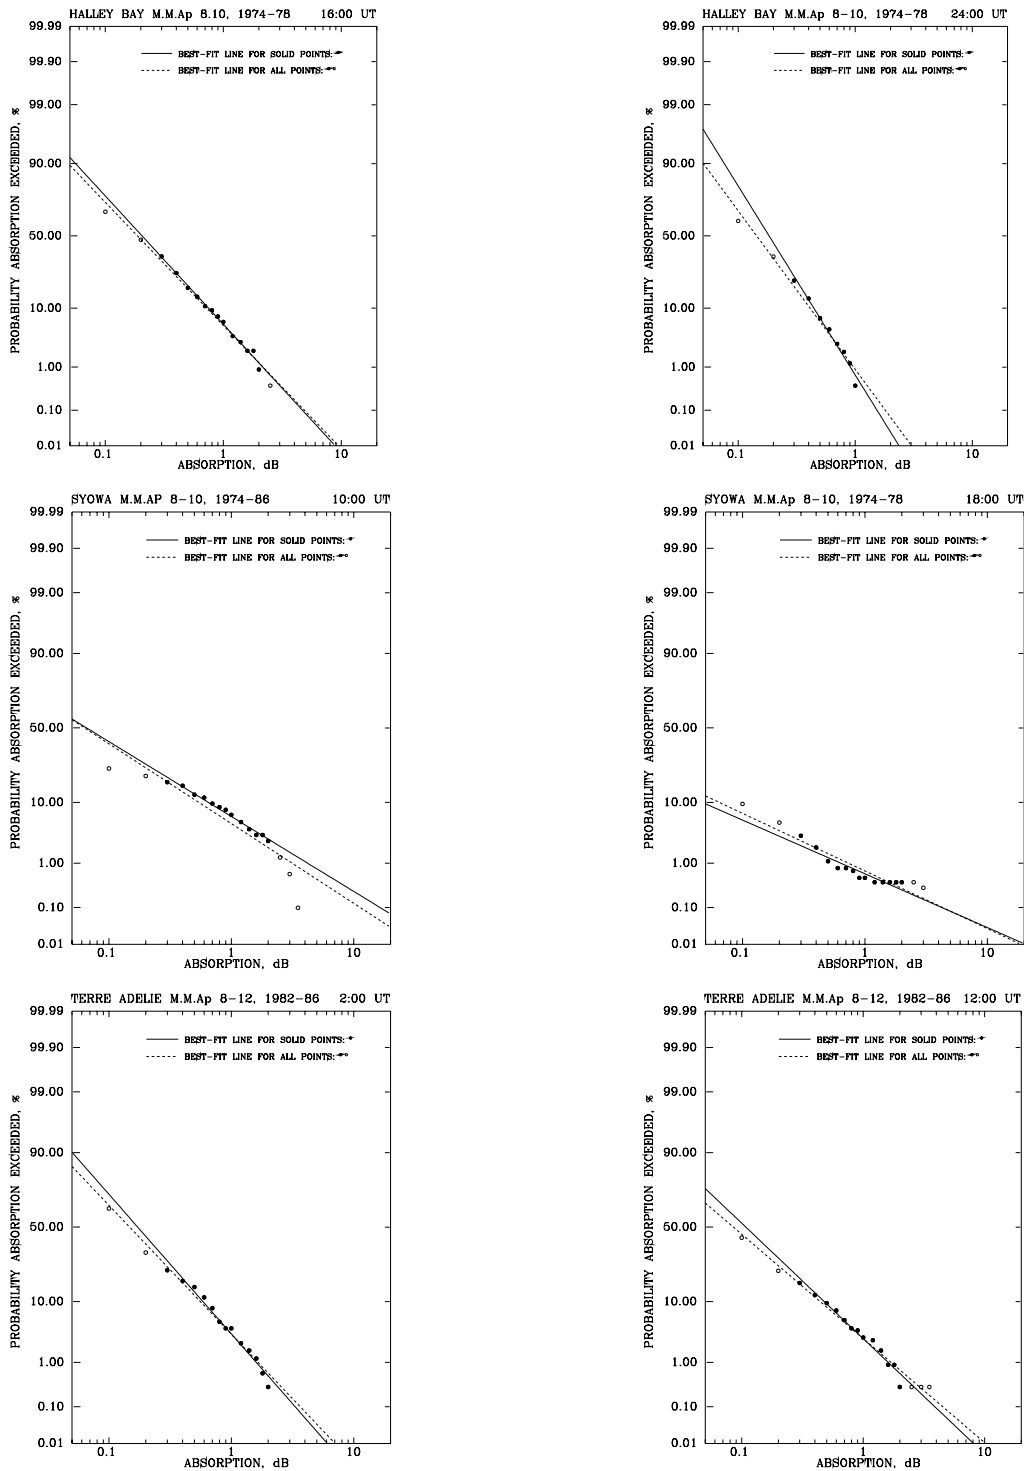 HALLEY BAY M.M.Ap 8.10, 1974-78 16:00 UT
99.99
BEST-FIT LINE FOR SOLID POINTS:
99.90
BEST-FIT LINE FOR ALL POINTS:
99.00
90.00
PROBABILITY ABSORPTION EXCEEDED, %
50.00
10.00
1.00
0.10
0.01
0.1 1 10
ABSORPTION, dB
HALLEY BAY M.M.Ap 8-10, 1974-78 24:00 UT
99.99
BEST-FIT LINE FOR SOLID POINTS:
99.90
BEST-FIT LINE FOR ALL POINTS:
99.00
90.00
PROBABILITY ABSORPTION EXCEEDED, %
50.00
10.00
1.00
0.10
0.01
0.1 1 10
ABSORPTION, dB
SYOWA M.M.AP 8-10, 1974-86 10:00 UT
99.99
BEST-FIT LINE FOR SOLID POINTS:
99.90
BEST-FIT LINE FOR ALL POINTS:
99.00
90.00
PROBABILITY ABSORPTION EXCEEDED, %
50.00
10.00
1.00
0.10
0.01
0.1 1 10
ABSORPTION, dB
SYOWA M.M.Ap 8-10, 1974-78 18:00 UT
99.99
BEST-FIT LINE FOR SOLID POINTS:
99.90
BEST-FIT LINE FOR ALL POINTS:
99.00
90.00
PROBABILITY ABSORPTION EXCEEDED, %
50.00
10.00
1.00
0.10
0.01
0.1 1 10
ABSORPTION, dB
TERRE ADELIE M.M.Ap 8-12, 1982-86 2:00 UT
99.99
BEST-FIT LINE FOR SOLID POINTS:
99.90
BEST-FIT LINE FOR ALL POINTS:
99.00
90.00
PROBABILITY ABSORPTION EXCEEDED, %
50.00
10.00
1.00
0.10
0.01
0.1 1 10
ABSORPTION, dB
TERRE ADELIE M.M.Ap 8-12, 1982-86 12:00 UT
99.99
BEST-FIT LINE FOR SOLID POINTS:
99.90
BEST-FIT LINE FOR ALL POINTS:
99.00
90.00
PROBABILITY ABSORPTION EXCEEDED, %
50.00
10.00
1.00
0.10
0.01
0.1 1 10
ABSORPTION, dB